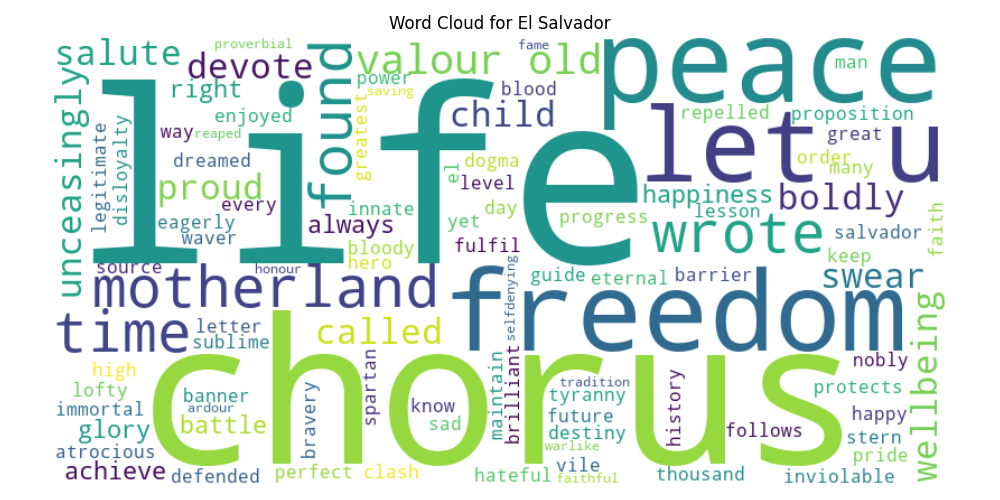 Word Cloud for El Salvador
salute
proverbial
devote
found
valour old
fame
peace
man
power
saving
right
enjoyed
greatest
blood
child
repelled
proposition
let u
great
order
many
unceasingly
legitimate
disloyalty
way
reaped
dreamed
life
el
dogma
level
happiness
boldly
lesson
proud
every
innate
day
yet
progress
wrote
salvador
faith
eagerly
waver
always
bloody
hero
fulfil
keep
source
honour
motherland
selfdenying
guide
eternal
barrier
swear
freedom
time
letter
sublime
called
wellbeing
chorus
high
lofty
immortal
glory
atrocious
achieve
banner
ardour
battle
defended
bravery
perfect
spartan
clash
know
sad
maintain
brilliant
tradition
tyranny
future
destiny
warlike
vile
hateful
faithful
history
thousand
follows
nobly
protects
happy
stern
pride
inviolable